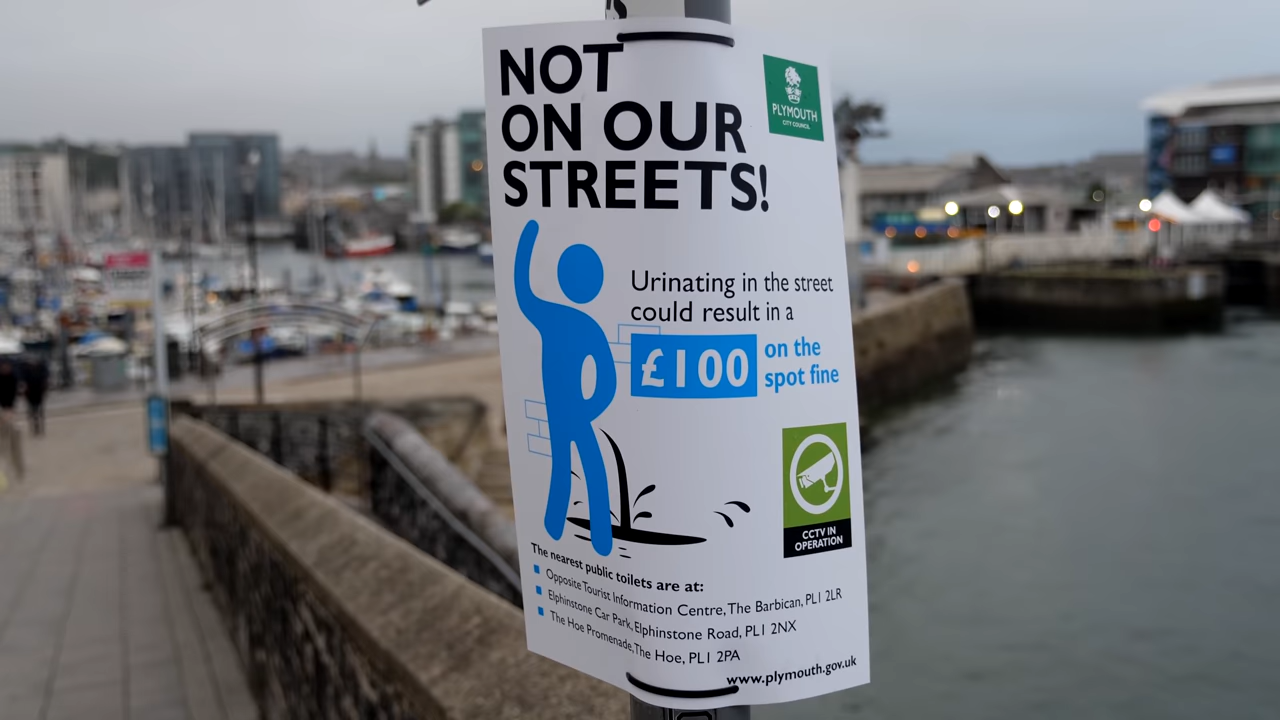 NOT
ON OUR
STREETS!
PLYMOUTH
CITY COUNCIL
Urinating in the street
could result in a
£100
on the
spot fine
CCTV IN
OPERATION
The nearest public toilets are at:
Opposite Tourist Information Centre, The Barbican, PL1 2LR
Elphinstone Car Park, Elphinstone Road, PL1 2NX
The Hoe Promenade, The Hoe, PL1 2PA
www.plymouth.gov.uk